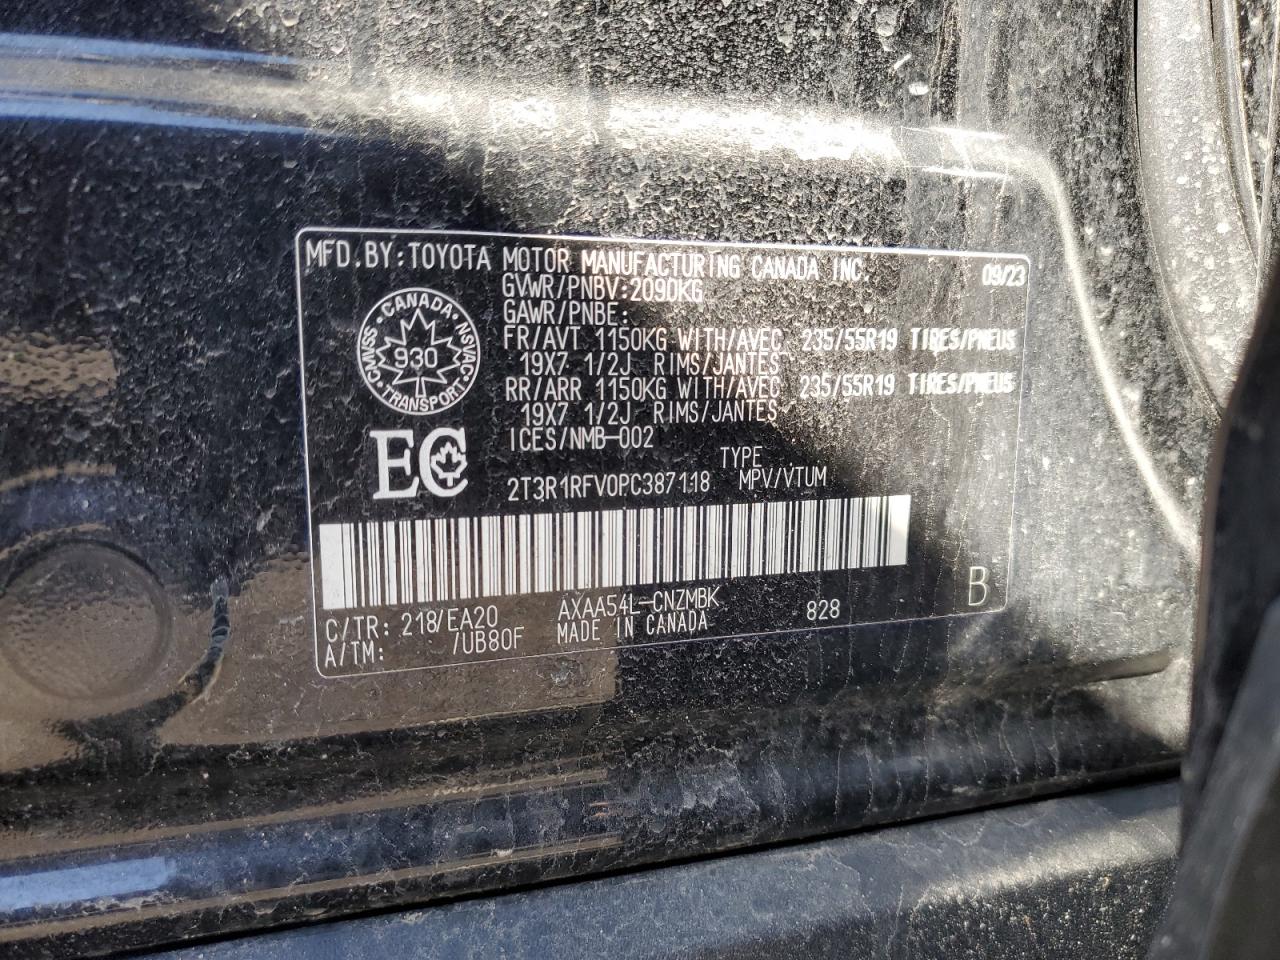 MFD.BY:TOYOTA MOTOR MANUFACTURING CANADA INC. 09/23
GVWR/PNBV:2090KG
GAWR/PNBE:
FR/AVT 1150KG WITH/AVEC 235/55R19 TIRES/PNEUS
19X7 1/2J RIMS/JANTES
RR/ARR 1150KG WITH/AVEC 235/55R19 TIRES/PNEUS
19X7 1/2J RIMS/JANTES
ICES/NMB-002
CANADA
CMVSS 930 NSVAC
TRANSPORT
EC
TYPE
2T3R1RFV0PC387118 MPV/VTUM
C/TR: 218/EA20 AXAA54L-CNZMBK 828 B
A/TM: /UB80F MADE IN CANADA